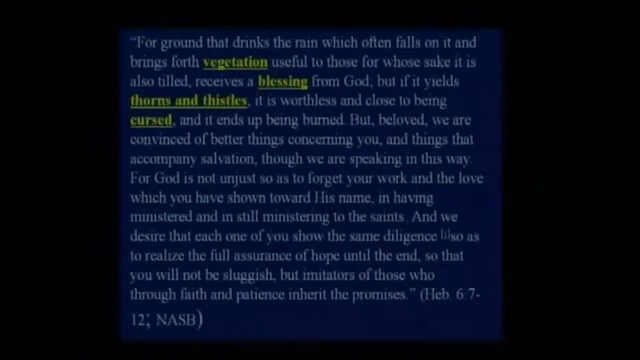 “For ground that drinks the rain which often falls on it and
brings forth vegetation useful to those for whose sake it is
also tilled, receives a blessing from God; but if it yields
thorns and thistles, it is worthless and close to being
cursed, and it ends up being burned. But, beloved, we are
convinced of better things concerning you, and things that
accompany salvation, though we are speaking in this way.
For God is not unjust so as to forget your work and the love
which you have shown toward His name, in having
ministered and in still ministering to the saints. And we
desire that each one of you show the same diligence [j]so as
to realize the full assurance of hope until the end, so that
you will not be sluggish, but imitators of those who
through faith and patience inherit the promises.” (Heb. 6:7-
12; NASB)